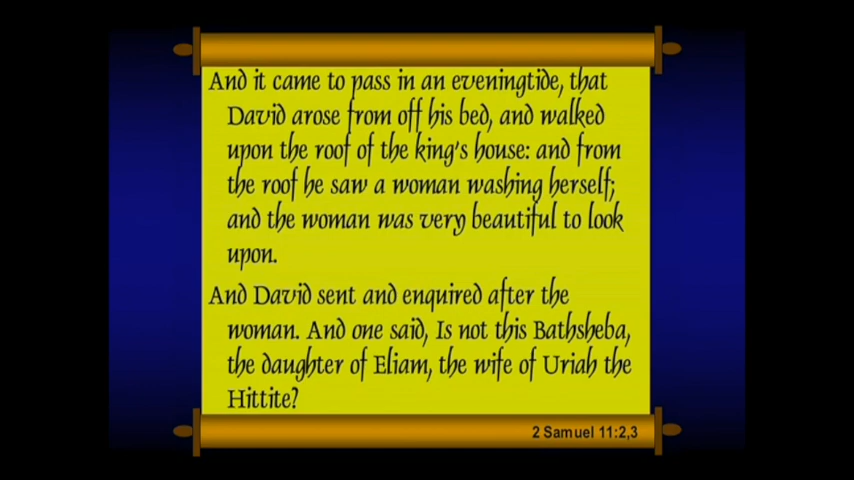 And it came to pass in an eveningtide, that
David arose from off his bed, and walked
upon the roof of the king's house: and from
the roof he saw a woman washing herself;
and the woman was very beautiful to look
upon.
And David sent and enquired after the
woman. And one said, Is not this Bathsheba,
the daughter of Eliam, the wife of Uriah the
Hittite?
2 Samuel 11:2,3